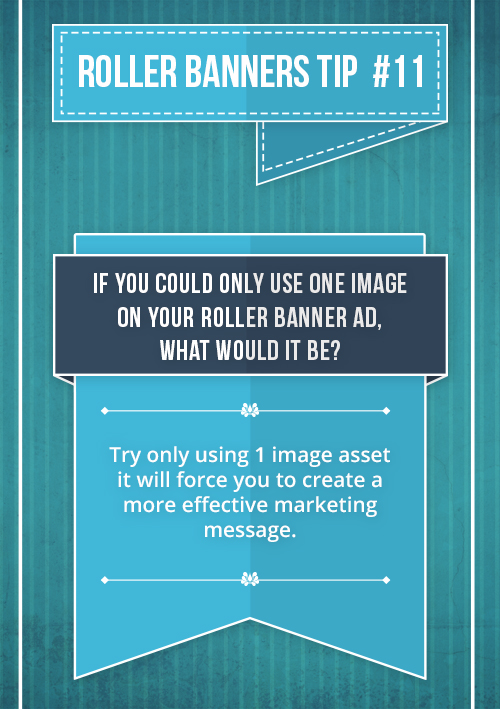 ROLLER BANNERS TIP #11
IF YOU COULD ONLY USE ONE IMAGE
ON YOUR ROLLER BANNER AD,
WHAT WOULD IT BE?
Try only using 1 image asset
it will force you to create a
more effective marketing
message.